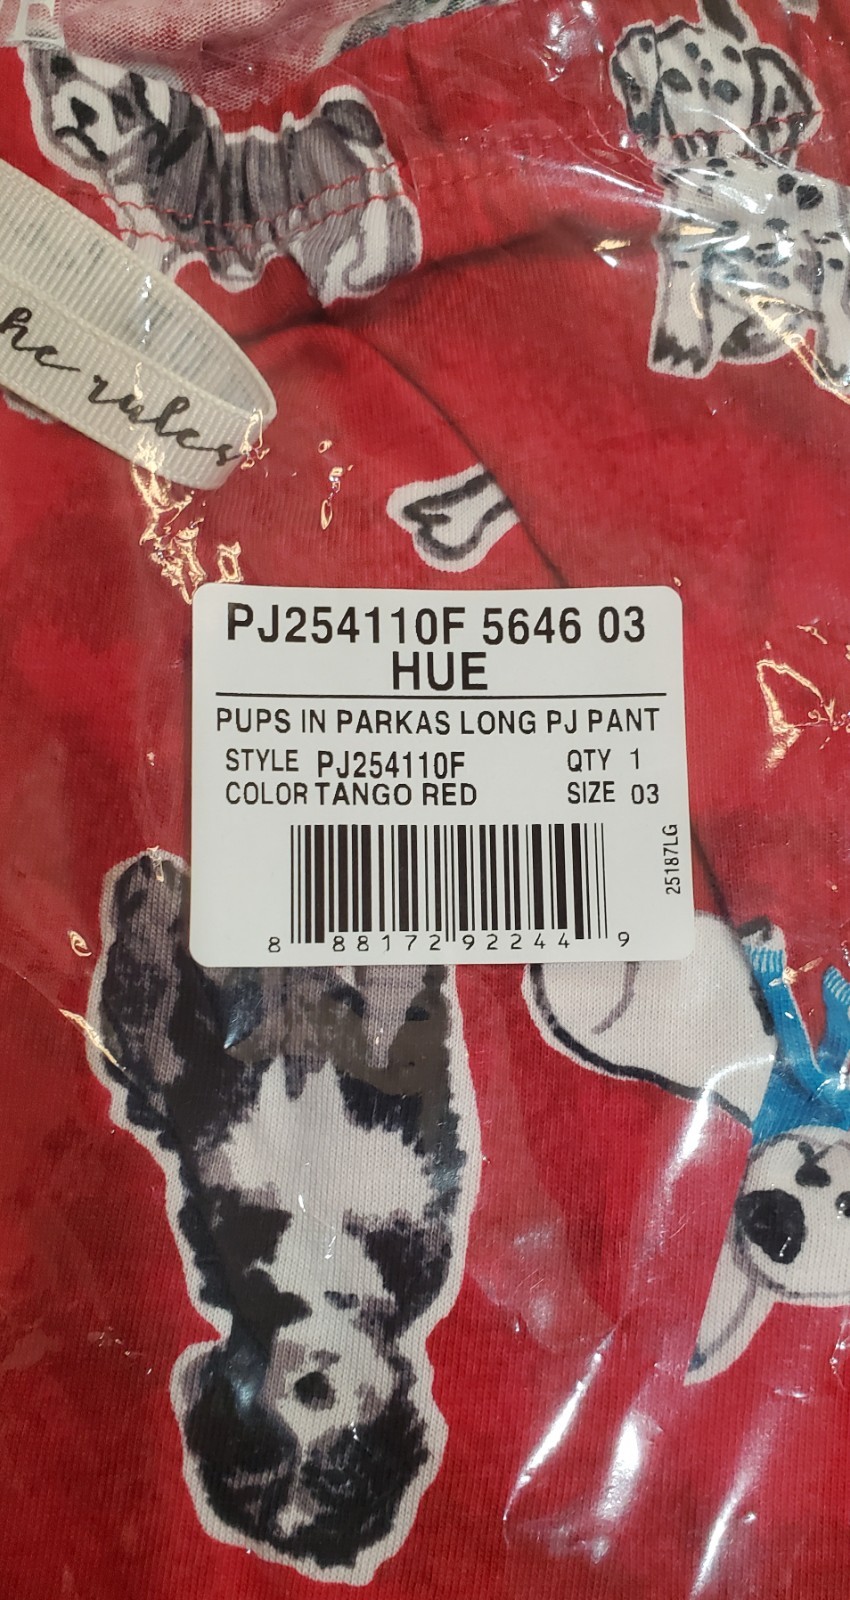 he rules
PJ254110F 5646 03
HUE
PUPS IN PARKAS LONG PJ PANT
STYLE PJ254110F QTY 1
COLOR TANGO RED SIZE 03
25187LG
8 88172 92244 9